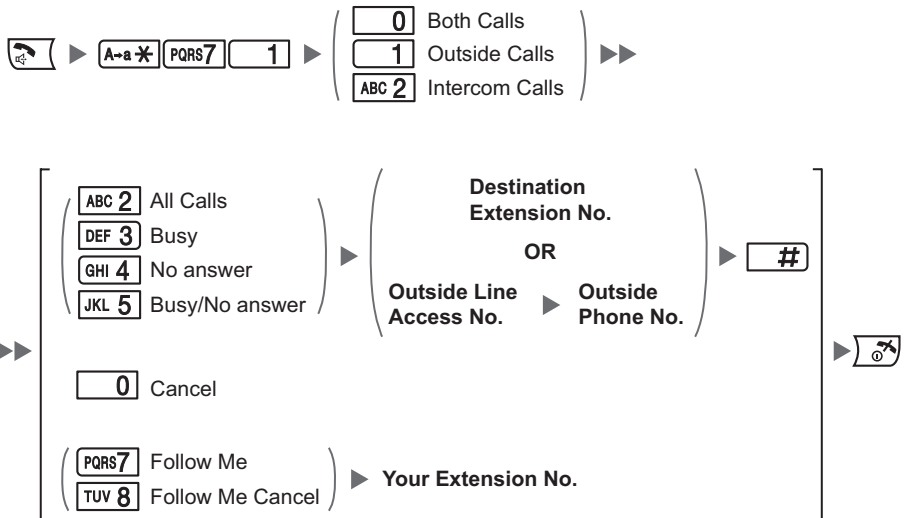 0 Both Calls
A→a * PQRS 7 1 1 Outside Calls
ABC 2 Intercom Calls
ABC 2 All Calls
DEF 3 Busy
GHI 4 No answer
JKL 5 Busy/No answer
Destination
Extension No.
OR
Outside Line
Access No.
Outside
Phone No.
#
0 Cancel
PQRS 7 Follow Me
TUV 8 Follow Me Cancel
Your Extension No.